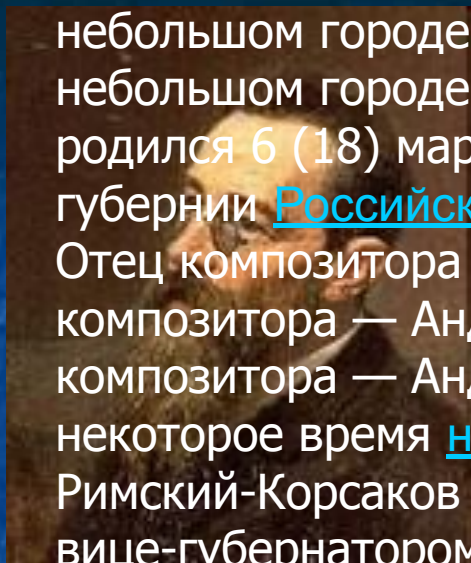 небольшом городе
небольшом городе
родился 6 (18) мар
губернии Российск
Отец композитора
композитора — Анд
композитора — Анд
некоторое время н
Римский-Корсаков
вице-губернатором